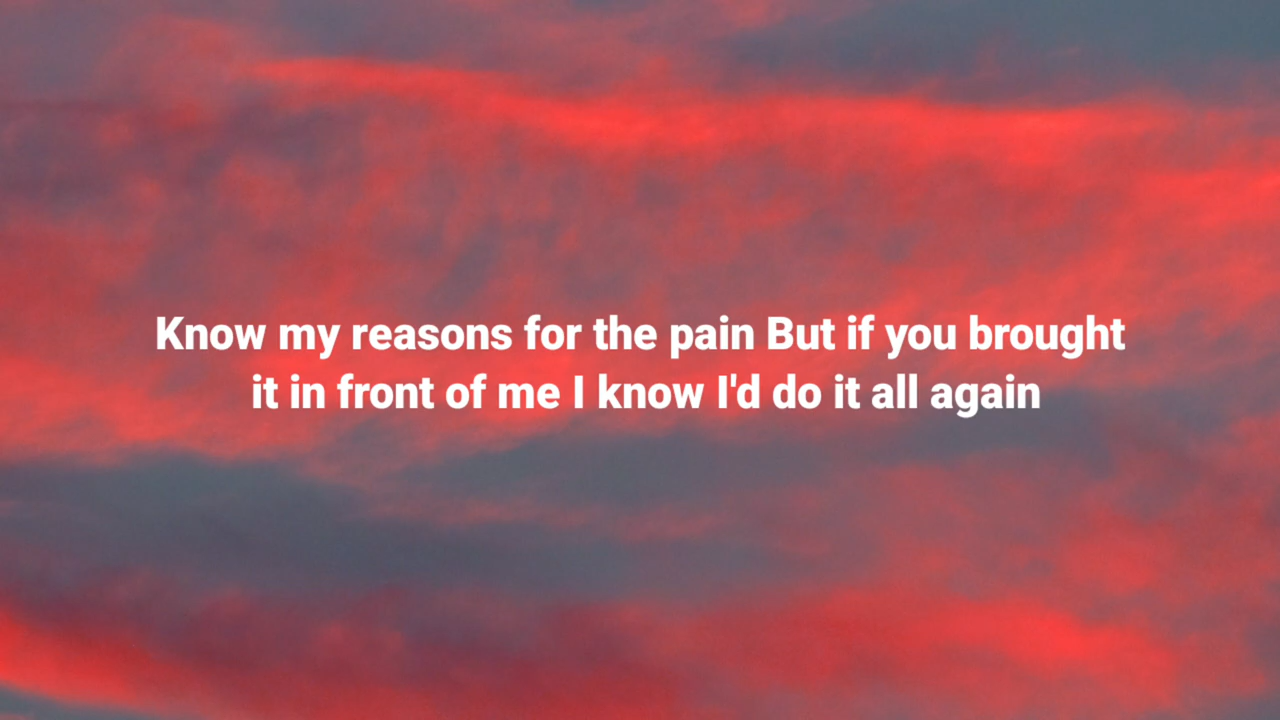 Know my reasons for the pain But if you brought
it in front of me I know I'd do it all again